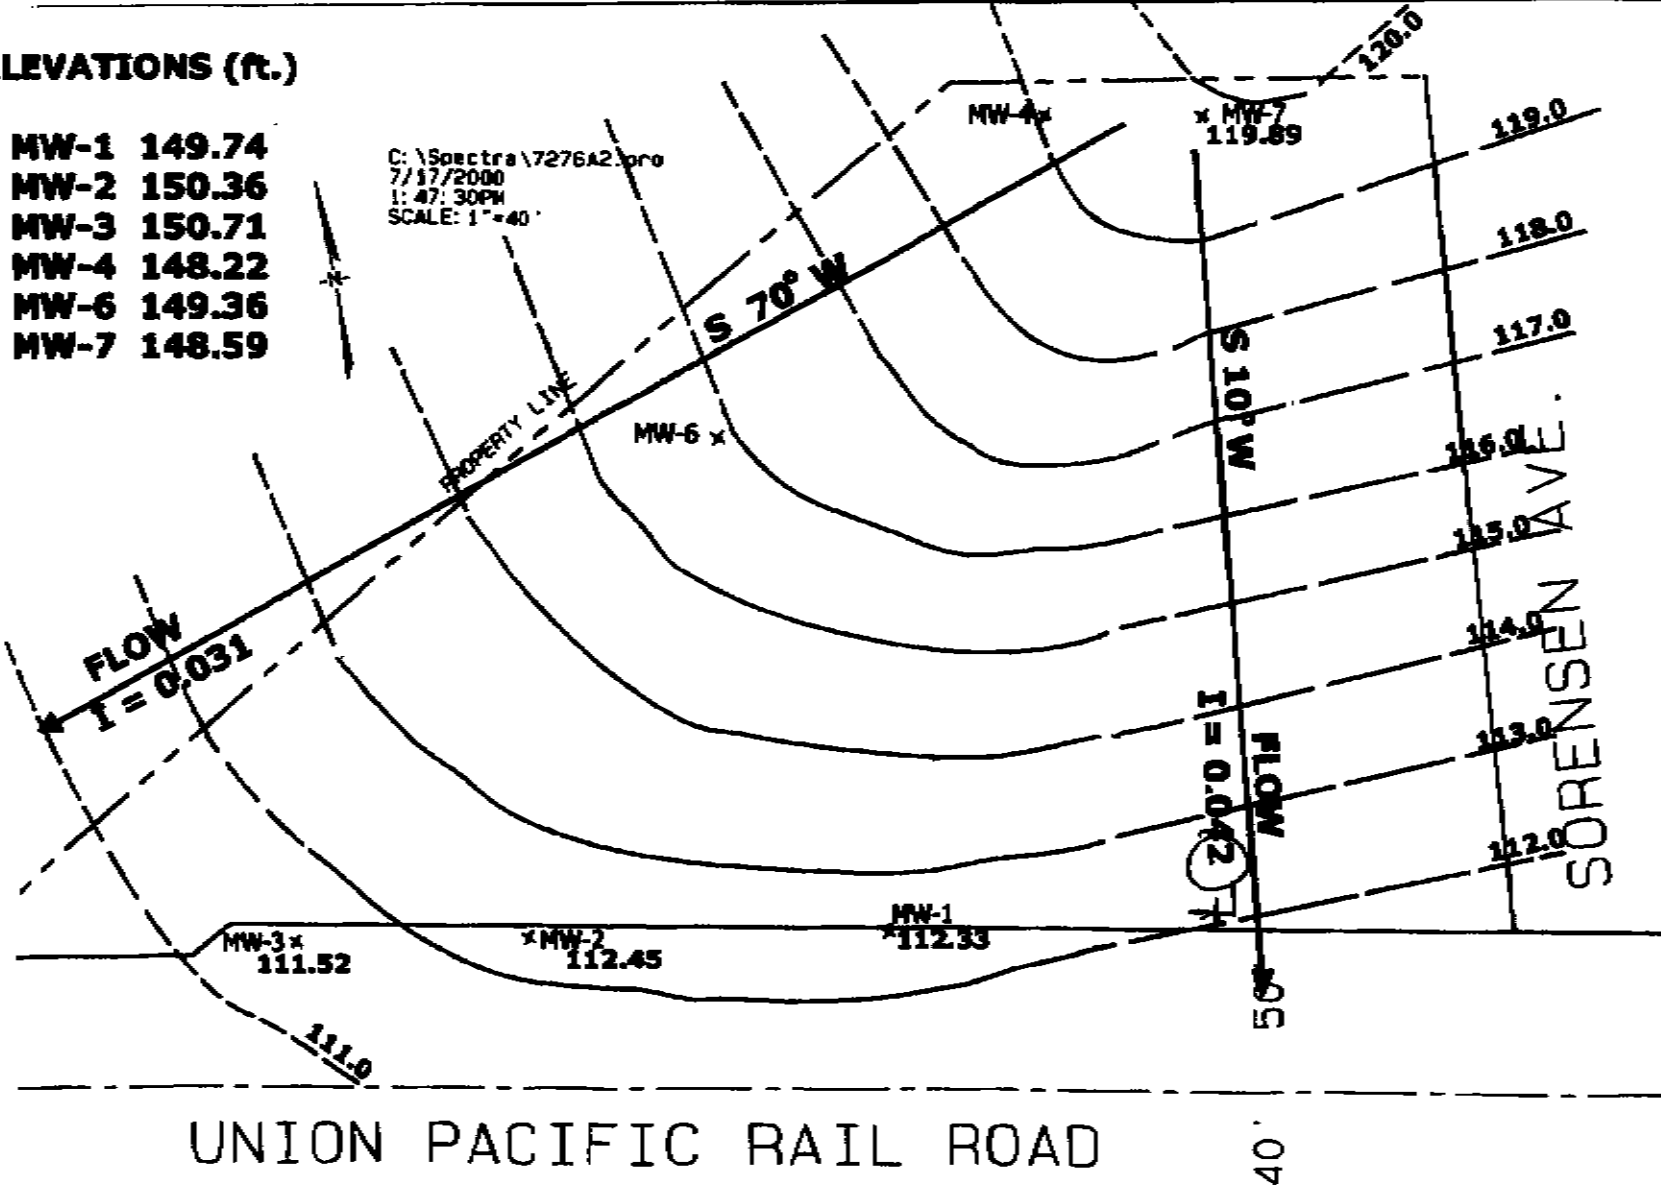 LEVATIONS (ft.)
MW-1 149.74
MW-2 150.36
MW-3 150.71
MW-4 148.22
MW-6 149.36
MW-7 148.59
C:\Spectra\7276A2.pro
7/17/2000
1:47:30PM
SCALE: 1"=40'
120.0
MW-4
MW-7
119.89
119.0
118.0
117.0
116.0
115.0
114.0
113.0
112.0
S 70° W
S 10° W
PROPERTY LINE
MW-6
FLOW
I = 0.031
FLOW
I = 0.042
SORENSEN AVE.
MW-1
112.33
MW-2
112.45
MW-3
111.52
111.0
50'
40'
UNION PACIFIC RAIL ROAD